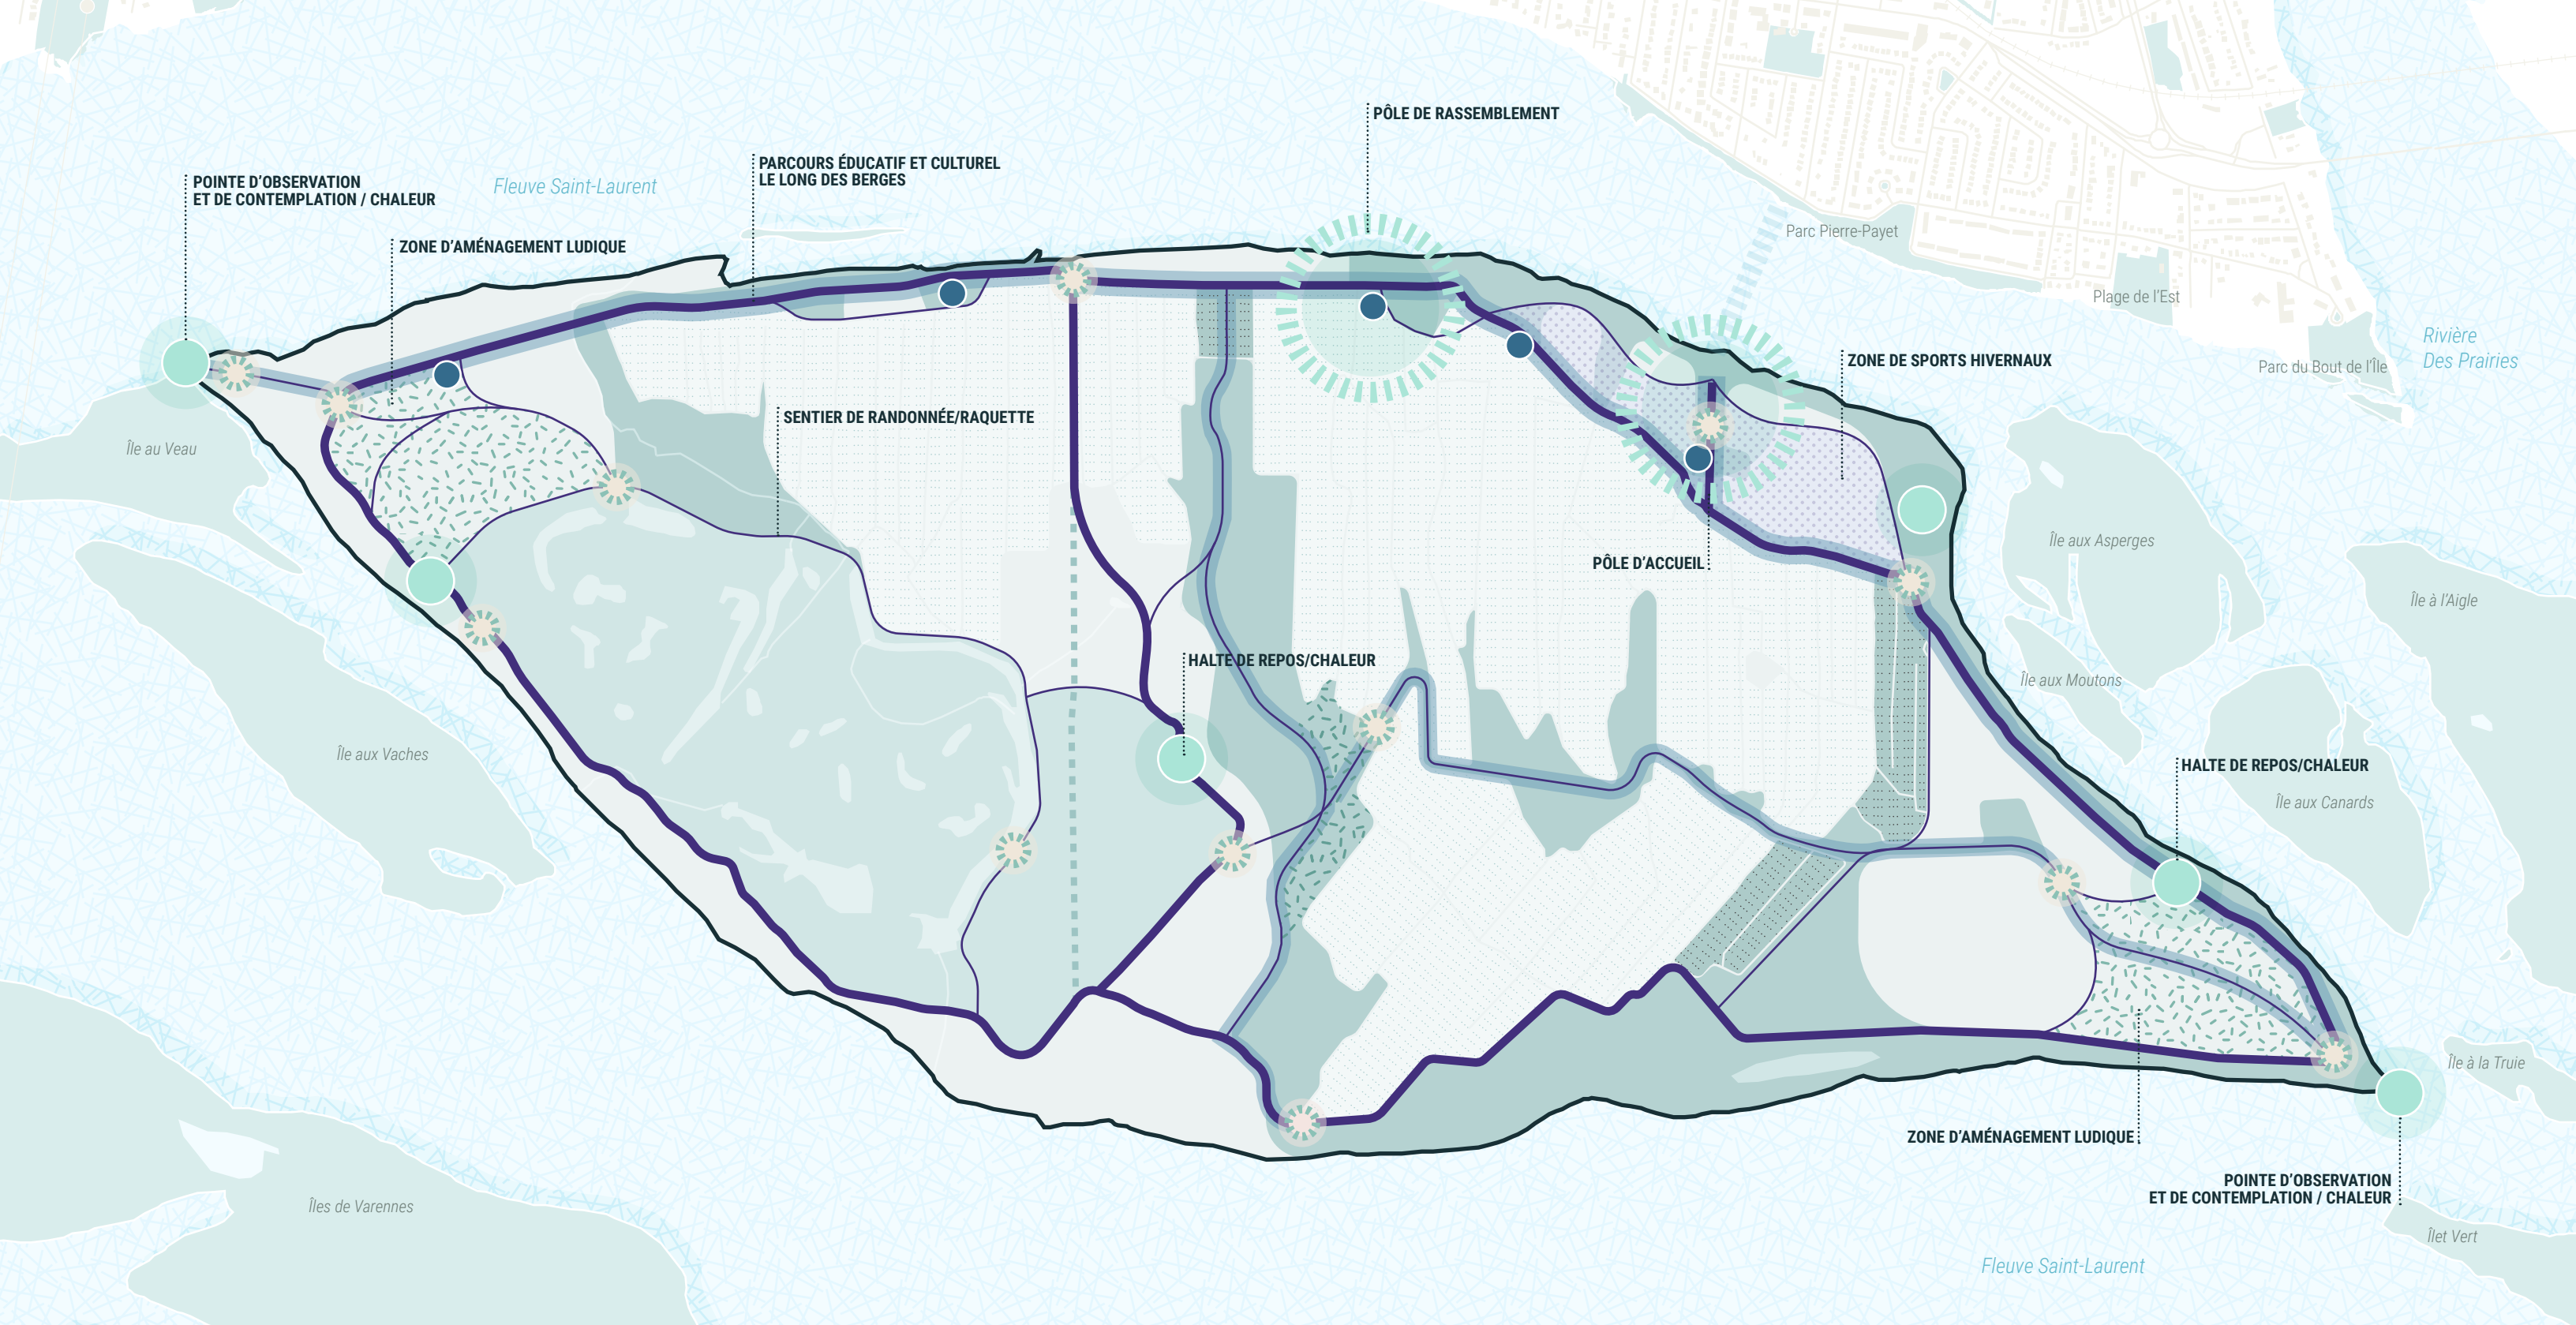 PÔLE DE RASSEMBLEMENT
PARCOURS ÉDUCATIF ET CULTUREL
LE LONG DES BERGES
POINTE D'OBSERVATION
ET DE CONTEMPLATION / CHALEUR
Fleuve Saint-Laurent
ZONE D'AMÉNAGEMENT LUDIQUE
Parc Pierre-Payet
Plage de l'Est
Rivière
Des Prairies
Parc du Bout de l'Île
ZONE DE SPORTS HIVERNAUX
SENTIER DE RANDONNÉE/RAQUETTE
Île au Veau
Île aux Asperges
PÔLE D'ACCUEIL
Île à l'Aigle
HALTE DE REPOS/CHALEUR
Île aux Moutons
Île aux Vaches
HALTE DE REPOS/CHALEUR
Île aux Canards
Île à la Truie
ZONE D'AMÉNAGEMENT LUDIQUE
POINTE D'OBSERVATION
ET DE CONTEMPLATION / CHALEUR
Îles de Varennes
Îlet Vert
Fleuve Saint-Laurent